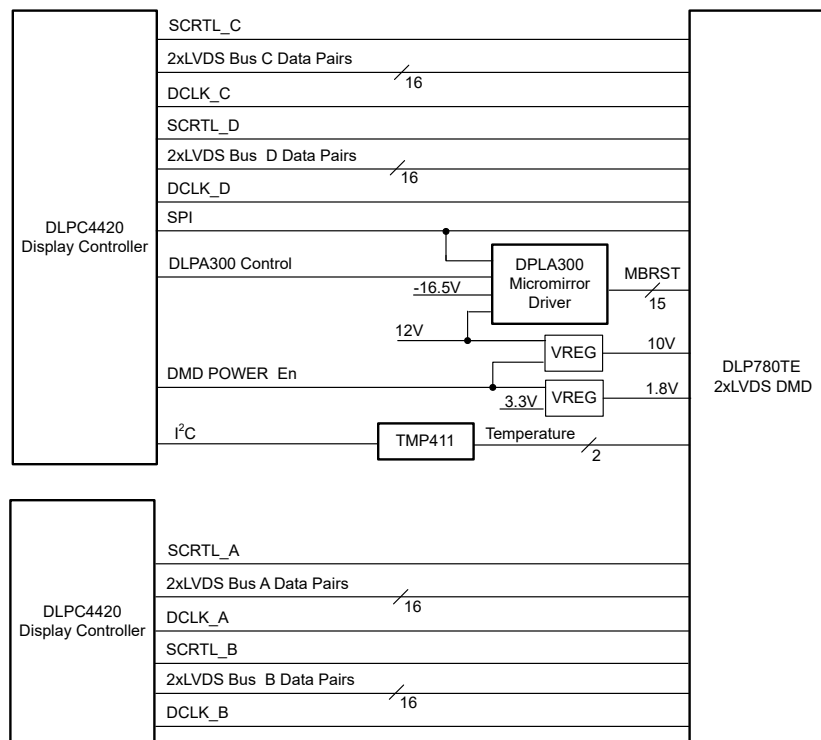 SCRTL_C
2xLVDS Bus C Data Pairs
16
DCLK_C
SCRTL_D
2xLVDS Bus  D Data Pairs
16
DCLK_D
SPI
DLPC4420
Display Controller
DLPA300 Control
DPLA300
Micromirror
Driver
-16.5V
MBRST
15
12V
VREG
10V
DMD POWER  En
3.3V
VREG
1.8V
DLP780TE
2xLVDS DMD
I²C
TMP411
Temperature
2
SCRTL_A
2xLVDS Bus A Data Pairs
16
DLPC4420
Display Controller
DCLK_A
SCRTL_B
2xLVDS Bus  B Data Pairs
16
DCLK_B